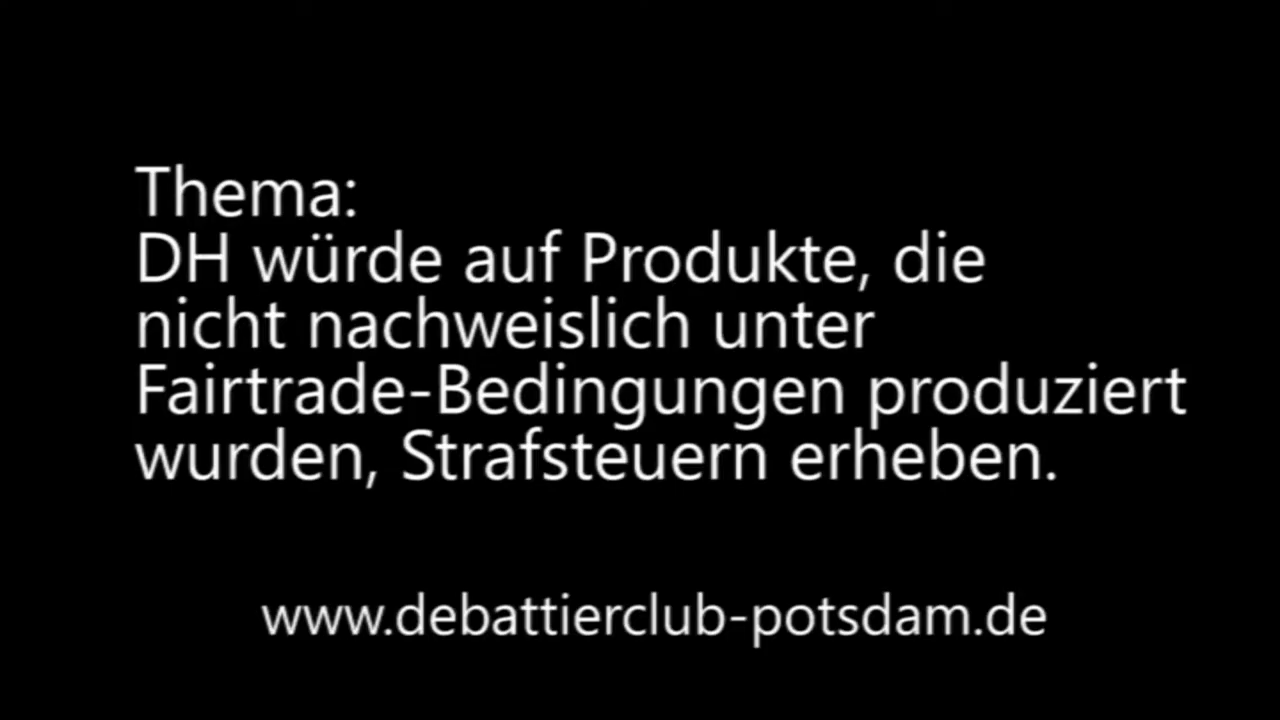 Thema:
DH würde auf Produkte, die
nicht nachweislich unter
Fairtrade-Bedingungen produziert
wurden, Strafsteuern erheben.
www.debattierclub-potsdam.de